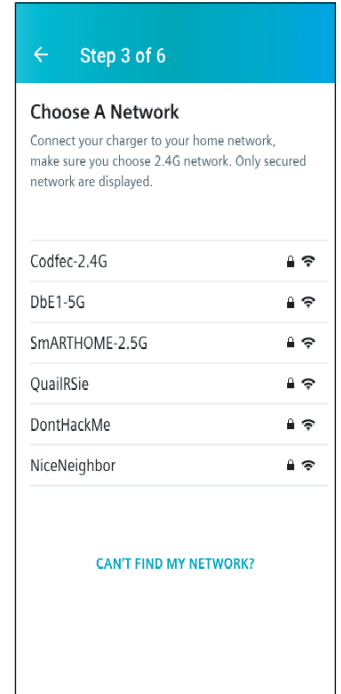 Step 3 of 6
Choose A Network
Connect your charger to your home network,
make sure you choose 2.4G network. Only secured
network are displayed.
Codfec-2.4G
DbE1-5G
SmARTHOME-2.5G
QuailRSie
DontHackMe
NiceNeighbor
CAN'T FIND MY NETWORK?